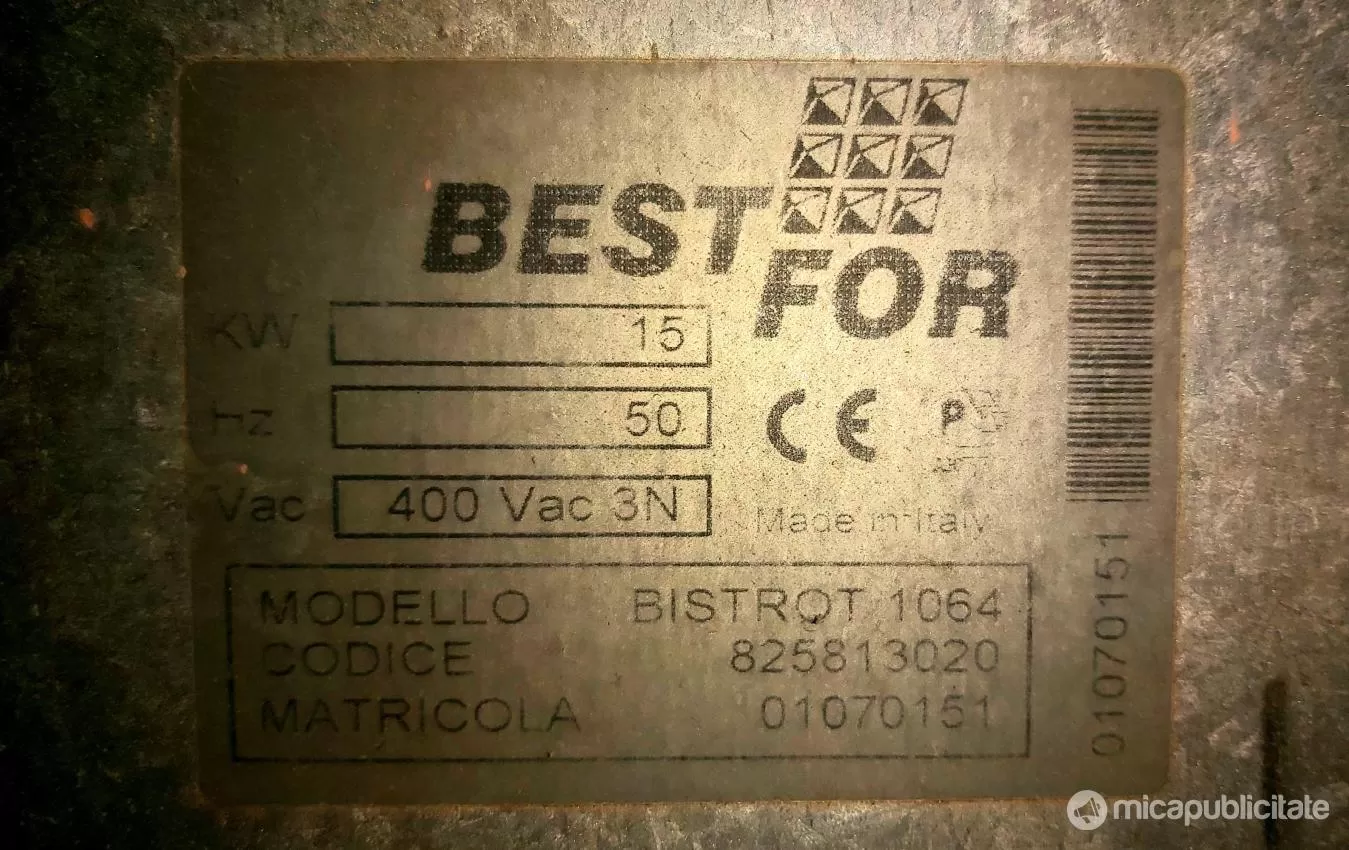 BEST
FOR
KW 15
Hz 50
Vac 400 Vac 3N
CE
Made in Italy
MODELLO BISTROT 1064
CODICE 825813020
MATRICOLA 01070151
01070151
micapublicitate